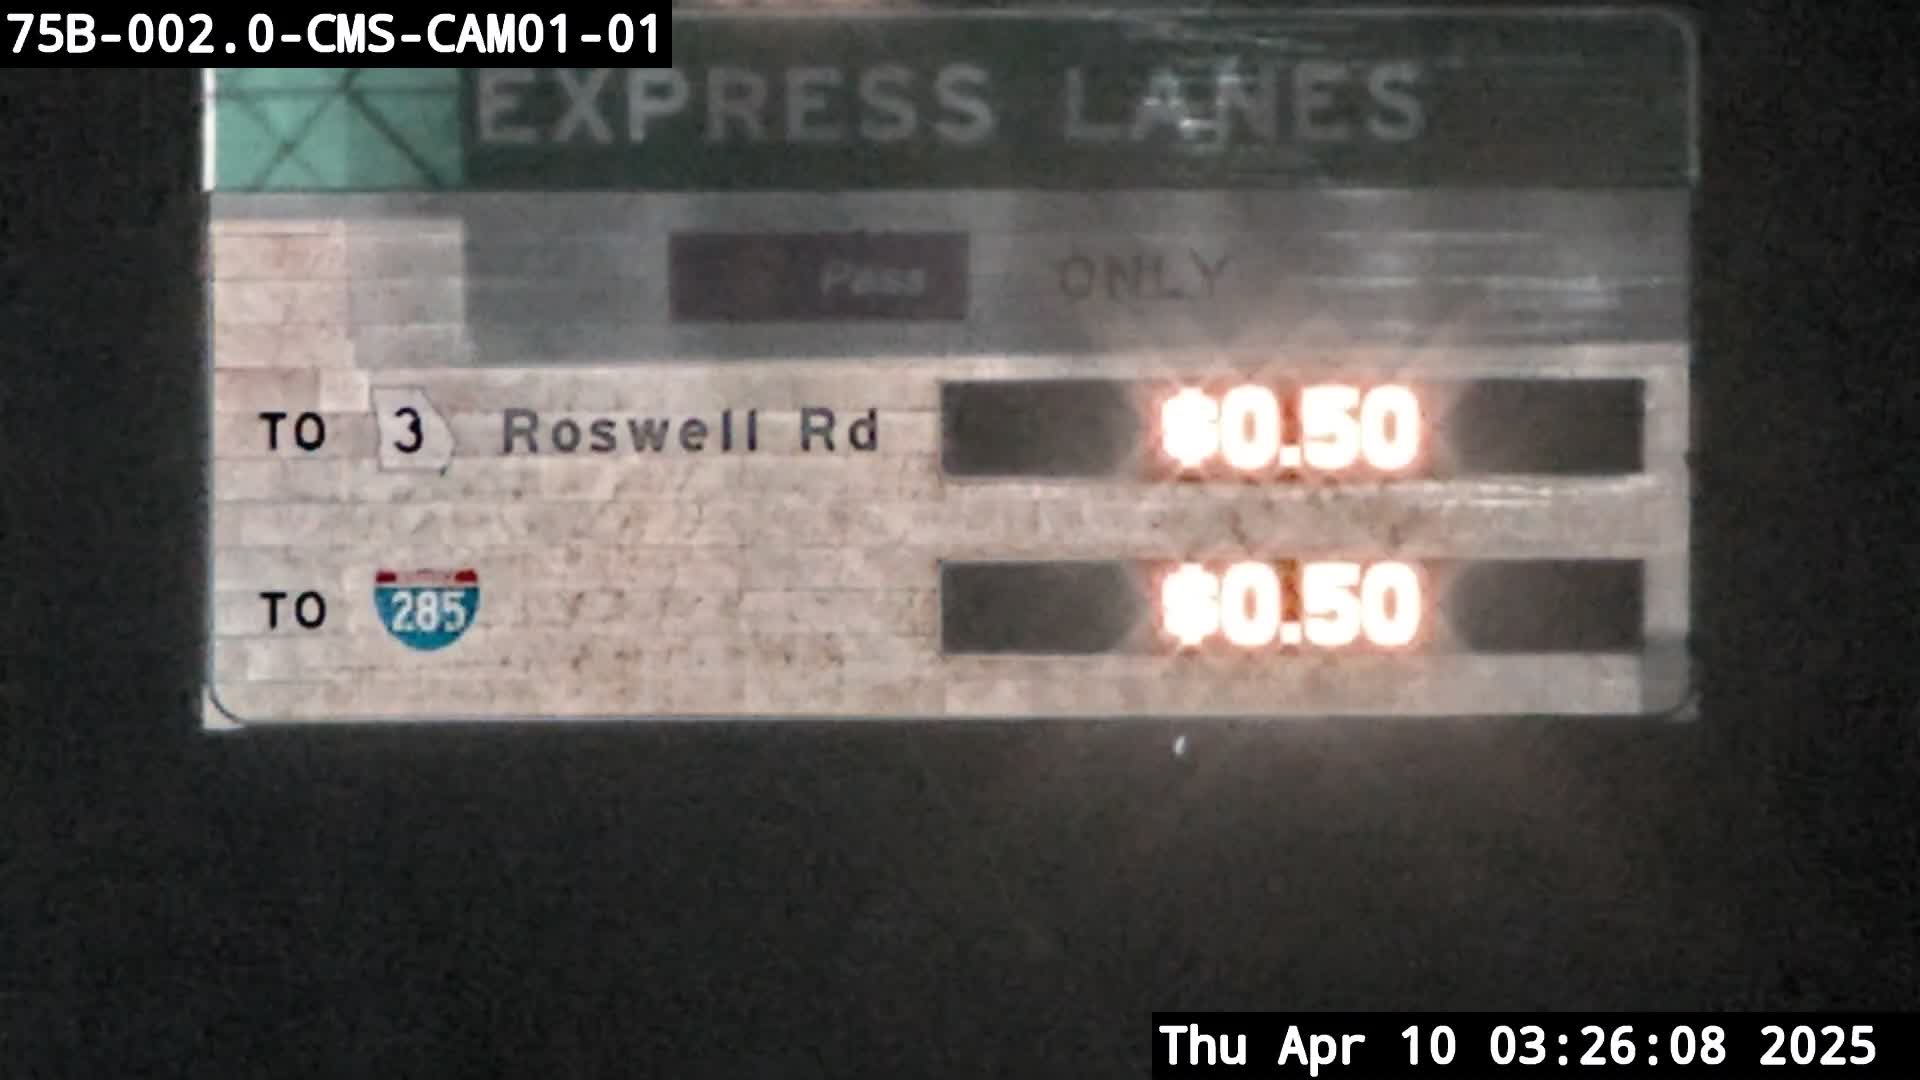 75B-002.0-CMS-CAM01-01
EXPRESS LANES
Pass ONLY
TO 3 Roswell Rd $0.50
TO 285 $0.50
Thu Apr 10 03:26:08 2025